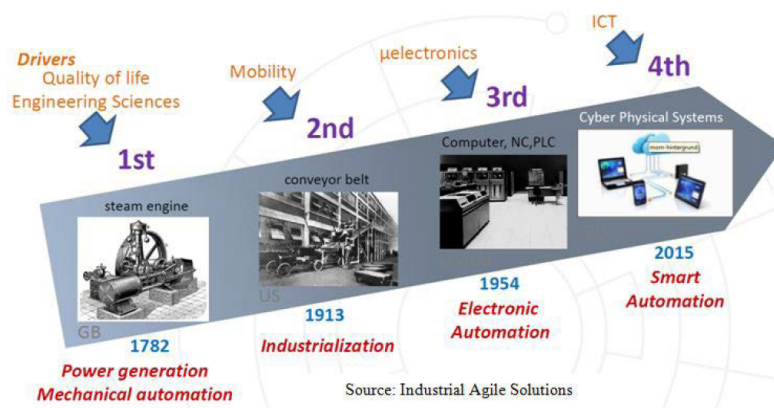 Drivers
Quality of life
Engineering Sciences
1st
steam engine
GB
1782
Power generation
Mechanical automation
Mobility
2nd
conveyor belt
US
1913
Industrialization
µelectronics
3rd
Computer, NC,PLC
1954
Electronic
Automation
ICT
4th
Cyber Physical Systems
2015
Smart
Automation
Source: Industrial Agile Solutions